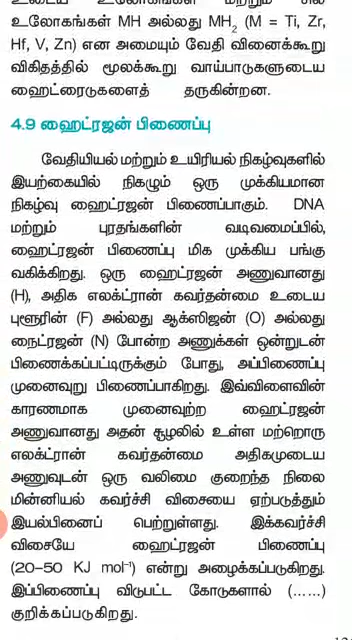 உடைய உலோகங்கள் மற்றும் சில
உலோகங்கள் MH அல்லது MH₂ (M = Ti, Zr,
Hf, V, Zn) என அமையும் வேதி வினைக்கூறு
விகிதத்தில் மூலக்கூறு வாய்பாடுகளுடைய
ஹைட்ரைடுகளைத் தருகின்றன.
4.9 ஹைட்ரஜன் பிணைப்பு
வேதியியல் மற்றும் உயிரியல் நிகழ்வுகளில்
இயற்கையில் நிகழும் ஒரு முக்கியமான
நிகழ்வு ஹைட்ரஜன் பிணைப்பாகும். DNA
மற்றும் புரதங்களின் வடிவமைப்பில்,
ஹைட்ரஜன் பிணைப்பு மிக முக்கிய பங்கு
வகிக்கிறது. ஒரு ஹைட்ரஜன் அணுவானது
(H), அதிக எலக்ட்ரான் கவர்தன்மை உடைய
புளூரின் (F) அல்லது ஆக்ஸிஜன் (O) அல்லது
நைட்ரஜன் (N) போன்ற அணுக்கள் ஒன்றுடன்
பிணைக்கப்பட்டிருக்கும் போது, அப்பிணைப்பு
முனைவுறு பிணைப்பாகிறது. இவ்விளைவின்
காரணமாக முனைவுற்ற ஹைட்ரஜன்
அணுவானது அதன் சூழலில் உள்ள மற்றொரு
எலக்ட்ரான் கவர்தன்மை அதிகமுடைய
அணுவுடன் ஒரு வலிமை குறைந்த நிலை
மின்னியல் கவர்ச்சி விசையை ஏற்படுத்தும்
இயல்பினைப் பெற்றுள்ளது. இக்கவர்ச்சி
விசையே ஹைட்ரஜன் பிணைப்பு
(20–50 KJ mol⁻¹) என்று அழைக்கப்படுகிறது.
இப்பிணைப்பு விடுபட்ட கோடுகளால் (......)
குறிக்கப்படுகிறது.